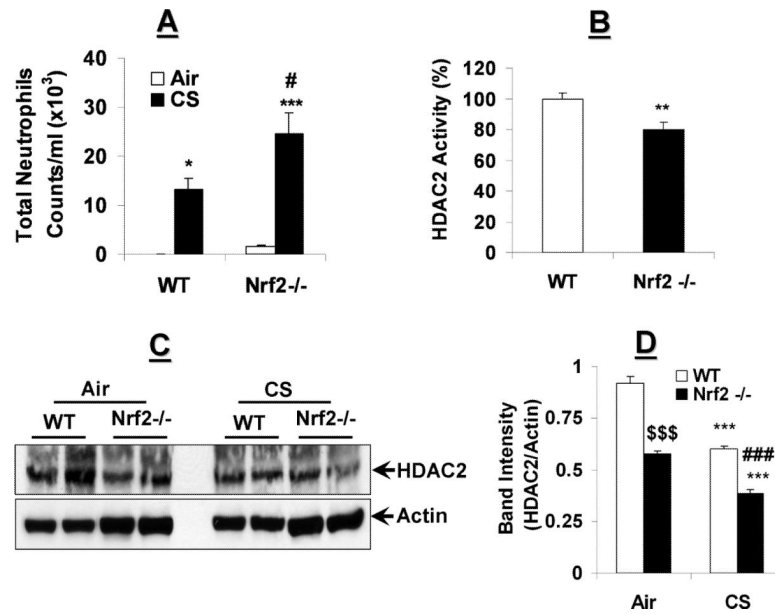 A
Total Neutrophils
Counts/ml (x10³)
40
30
20
10
0
Air
CS
*
#
***
WT
Nrf2-/-
B
HDAC2 Activity (%)
120
100
80
60
40
20
0
**
WT
Nrf2 -/-
C
Air
CS
WT
Nrf2-/-
WT
Nrf2-/-
HDAC2
Actin
D
Band Intensity
(HDAC2/Actin)
1
0.75
0.5
0.25
0
WT
Nrf2 -/-
$$$
***
###
***
Air
CS